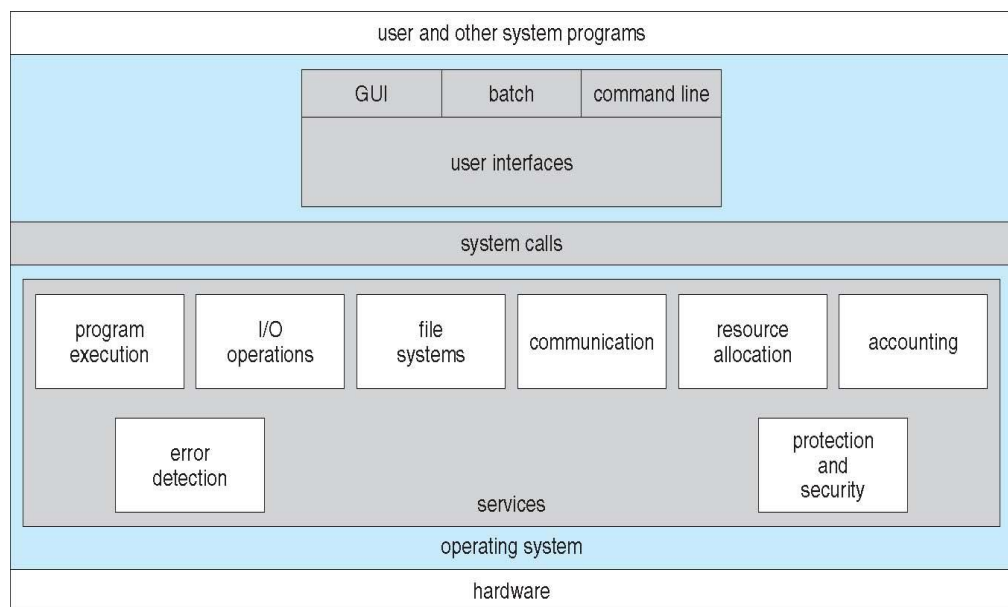 user and other system programs
GUI
batch
command line
user interfaces
system calls
program
execution
I/O
operations
file
systems
communication
resource
allocation
accounting
error
detection
protection
and
security
services
operating system
hardware